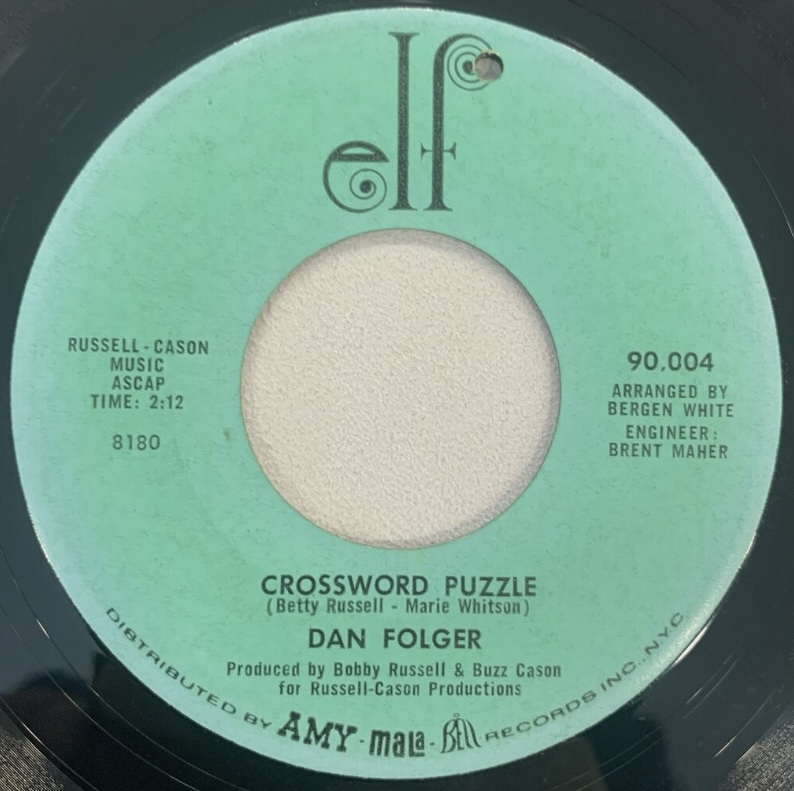 elf
RUSSELL-CASON
MUSIC
ASCAP
TIME: 2:12
8180
90.004
ARRANGED BY
BERGEN WHITE
ENGINEER:
BRENT MAHER
CROSSWORD PUZZLE
(Betty Russell - Marie Whitson)
DAN FOLGER
Produced by Bobby Russell & Buzz Cason
for Russell-Cason Productions
DISTRIBUTED BY AMY-mala-BELL RECORDS INC., NYC